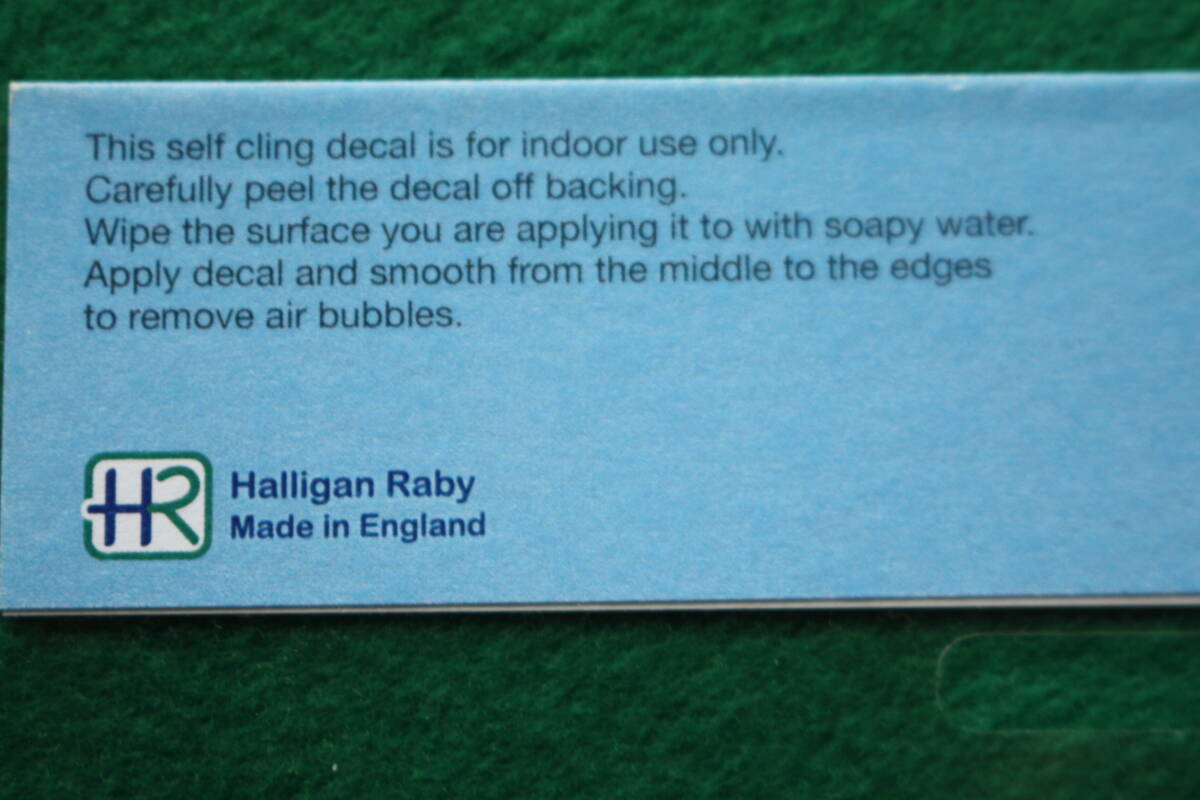 This self cling decal is for indoor use only.
Carefully peel the decal off backing.
Wipe the surface you are applying it to with soapy water.
Apply decal and smooth from the middle to the edges
to remove air bubbles.
HR
Halligan Raby
Made in England